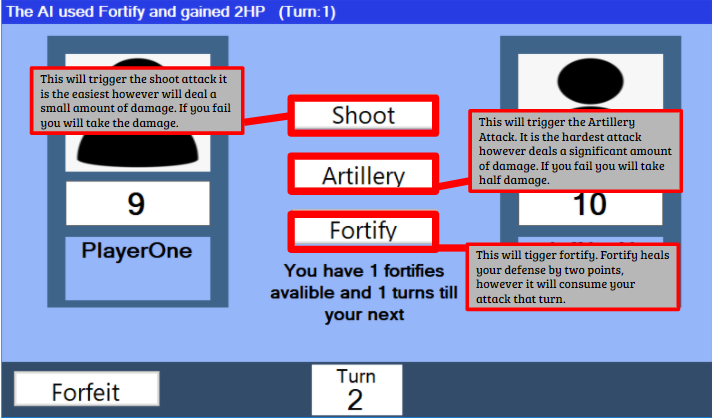 The AI used Fortify and gained 2HP (Turn:1)
This will trigger the shoot attack it
is the easiest however will deal a
small amount of damage. If you fail
you will take the damage.
Shoot
This will trigger the Artillery
Attack. It is the hardest attack
however deals a significant amount
of damage. If you fail you will take
half damage.
Artillery
9
10
Fortify
PlayerOne
This will tigger fortify. Fortify heals
your defense by two points,
however it will consume your
attack that turn.
You have 1 fortifies
avalible and 1 turns till
your next
Forfeit
Turn
2